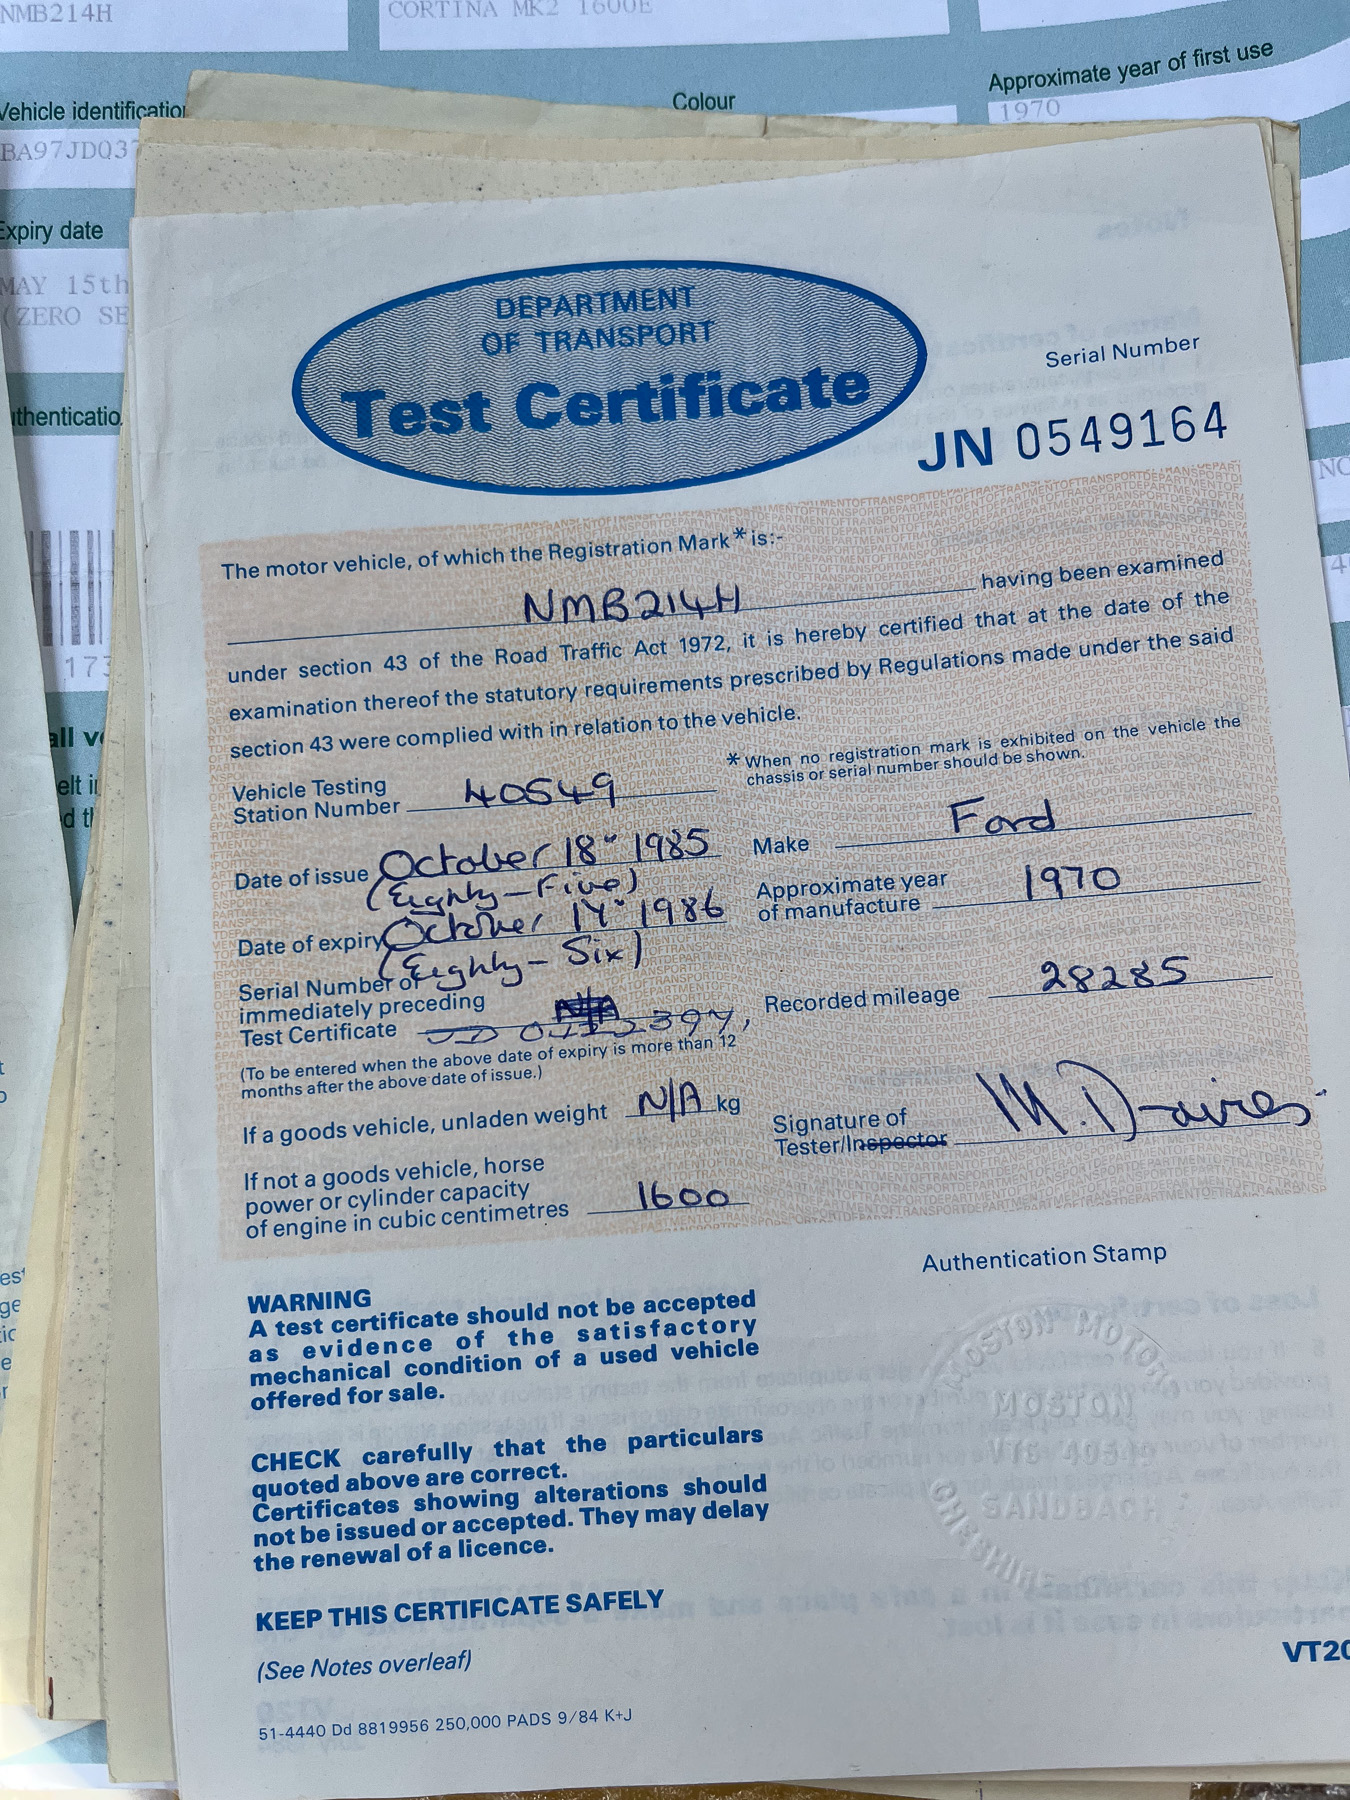 NMB214H
CORTINA MK2 1600E
Vehicle identification
Colour
Approximate year of first use
BA97JD037
1970
Expiry date
MAY 15th
(ZERO SE
DEPARTMENT
OF TRANSPORT
Test Certificate
Serial Number
JN 0549164
The motor vehicle, of which the Registration Mark * is:-
NMB214H having been examined
under section 43 of the Road Traffic Act 1972, it is hereby certified that at the date of the
examination thereof the statutory requirements prescribed by Regulations made under the said
section 43 were complied with in relation to the vehicle.
* When no registration mark is exhibited on the vehicle the
chassis or serial number should be shown.
Vehicle Testing
Station Number 40549
Make Ford
Date of issue October 18" 1985
(Eighty-Five)
Approximate year
of manufacture 1970
Date of expiry October 17" 1986
(Eighty-Six)
Serial Number of
immediately preceding
Test Certificate
N/A
Recorded mileage 28285
(To be entered when the above date of expiry is more than 12
months after the above date of issue.)
If a goods vehicle, unladen weight N/A kg
Signature of
Tester/Inspector M. Davies
If not a goods vehicle, horse
power or cylinder capacity
of engine in cubic centimetres 1600
Authentication Stamp
WARNING
A test certificate should not be accepted
as evidence of the satisfactory
mechanical condition of a used vehicle
offered for sale.
MOSTON MOTOR
MOSTON
VTS 40549
SANDBACH
CHESHIRE
CHECK carefully that the particulars
quoted above are correct.
Certificates showing alterations should
not be issued or accepted. They may delay
the renewal of a licence.
KEEP THIS CERTIFICATE SAFELY
(See Notes overleaf)
VT20
51-4440 Dd 8819956 250,000 PADS 9/84 K+J